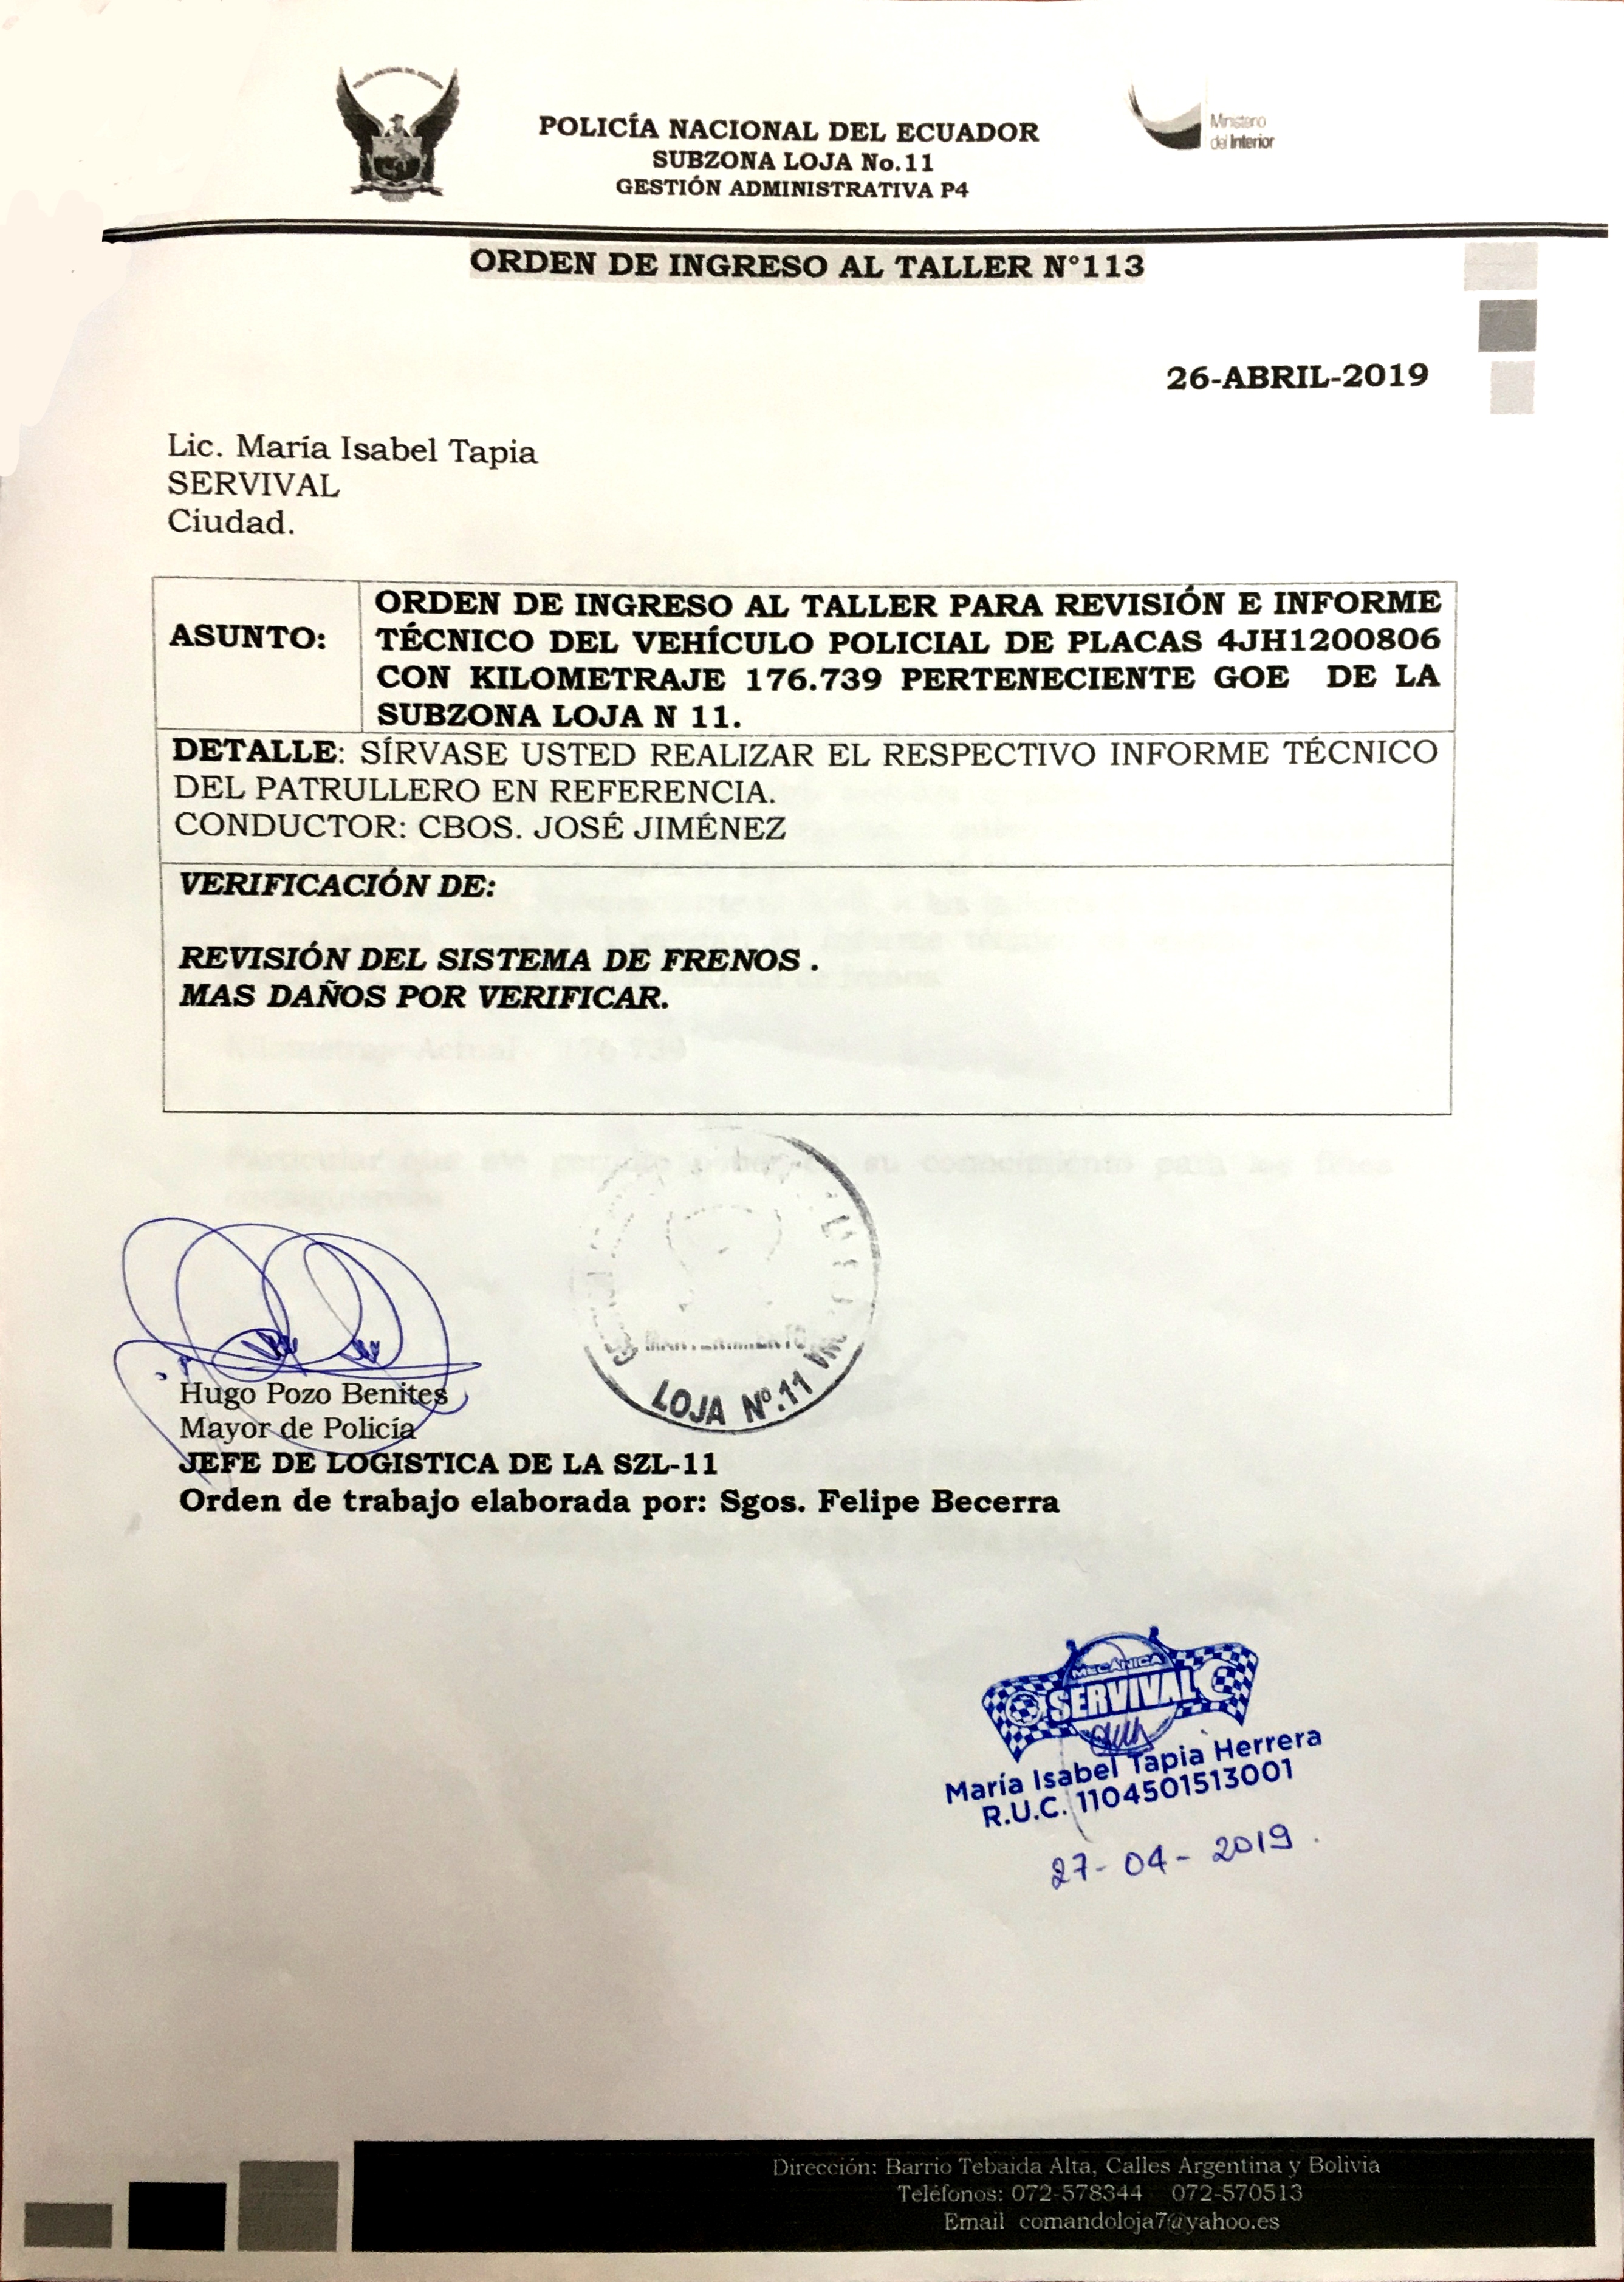 POLICÍA NACIONAL DEL ECUADOR
SUBZONA LOJA No.11
GESTIÓN ADMINISTRATIVA P4
Ministerio
del Interior
ORDEN DE INGRESO AL TALLER N°113
26-ABRIL-2019
Lic. María Isabel Tapia
SERVIVAL
Ciudad.
ASUNTO:
ORDEN DE INGRESO AL TALLER PARA REVISIÓN E INFORME
TÉCNICO DEL VEHÍCULO POLICIAL DE PLACAS 4JH1200806
CON KILOMETRAJE 176.739 PERTENECIENTE GOE DE LA
SUBZONA LOJA N 11.
DETALLE: SÍRVASE USTED REALIZAR EL RESPECTIVO INFORME TÉCNICO
DEL PATRULLERO EN REFERENCIA.
CONDUCTOR: CBOS. JOSÉ JIMÉNEZ
VERIFICACIÓN DE:
REVISIÓN DEL SISTEMA DE FRENOS .
MAS DAÑOS POR VERIFICAR.
LOJA Nº.11
Hugo Pozo Benites
Mayor de Policía
JEFE DE LOGISTICA DE LA SZL-11
Orden de trabajo elaborada por: Sgos. Felipe Becerra
MECÁNICA
SERVIVAL
María Isabel Tapia Herrera
R.U.C. 1104501513001
27-04-2019.
Dirección: Barrio Tebaida Alta, Calles Argentina y Bolivia
Teléfonos: 072-578344 072-570513
Email comandoloja7@yahoo.es